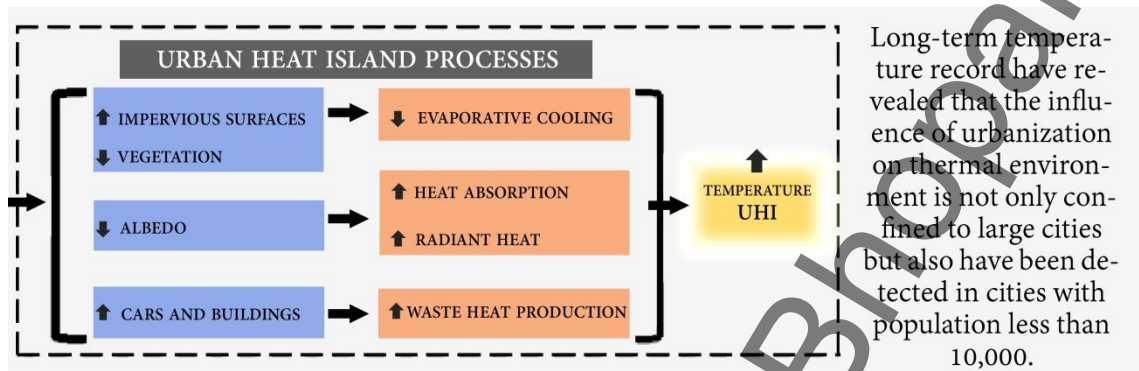 URBAN HEAT ISLAND PROCESSES
IMPERVIOUS SURFACES
VEGETATION
EVAPORATIVE COOLING
ALBEDO
HEAT ABSORPTION
RADIANT HEAT
CARS AND BUILDINGS
WASTE HEAT PRODUCTION
TEMPERATURE
UHI
Long-term tempera-
ture record have re-
vealed that the influ-
ence of urbanization
on thermal environ-
ment is not only con-
fined to large cities
but also have been de-
tected in cities with
population less than
10,000.
Bhopal